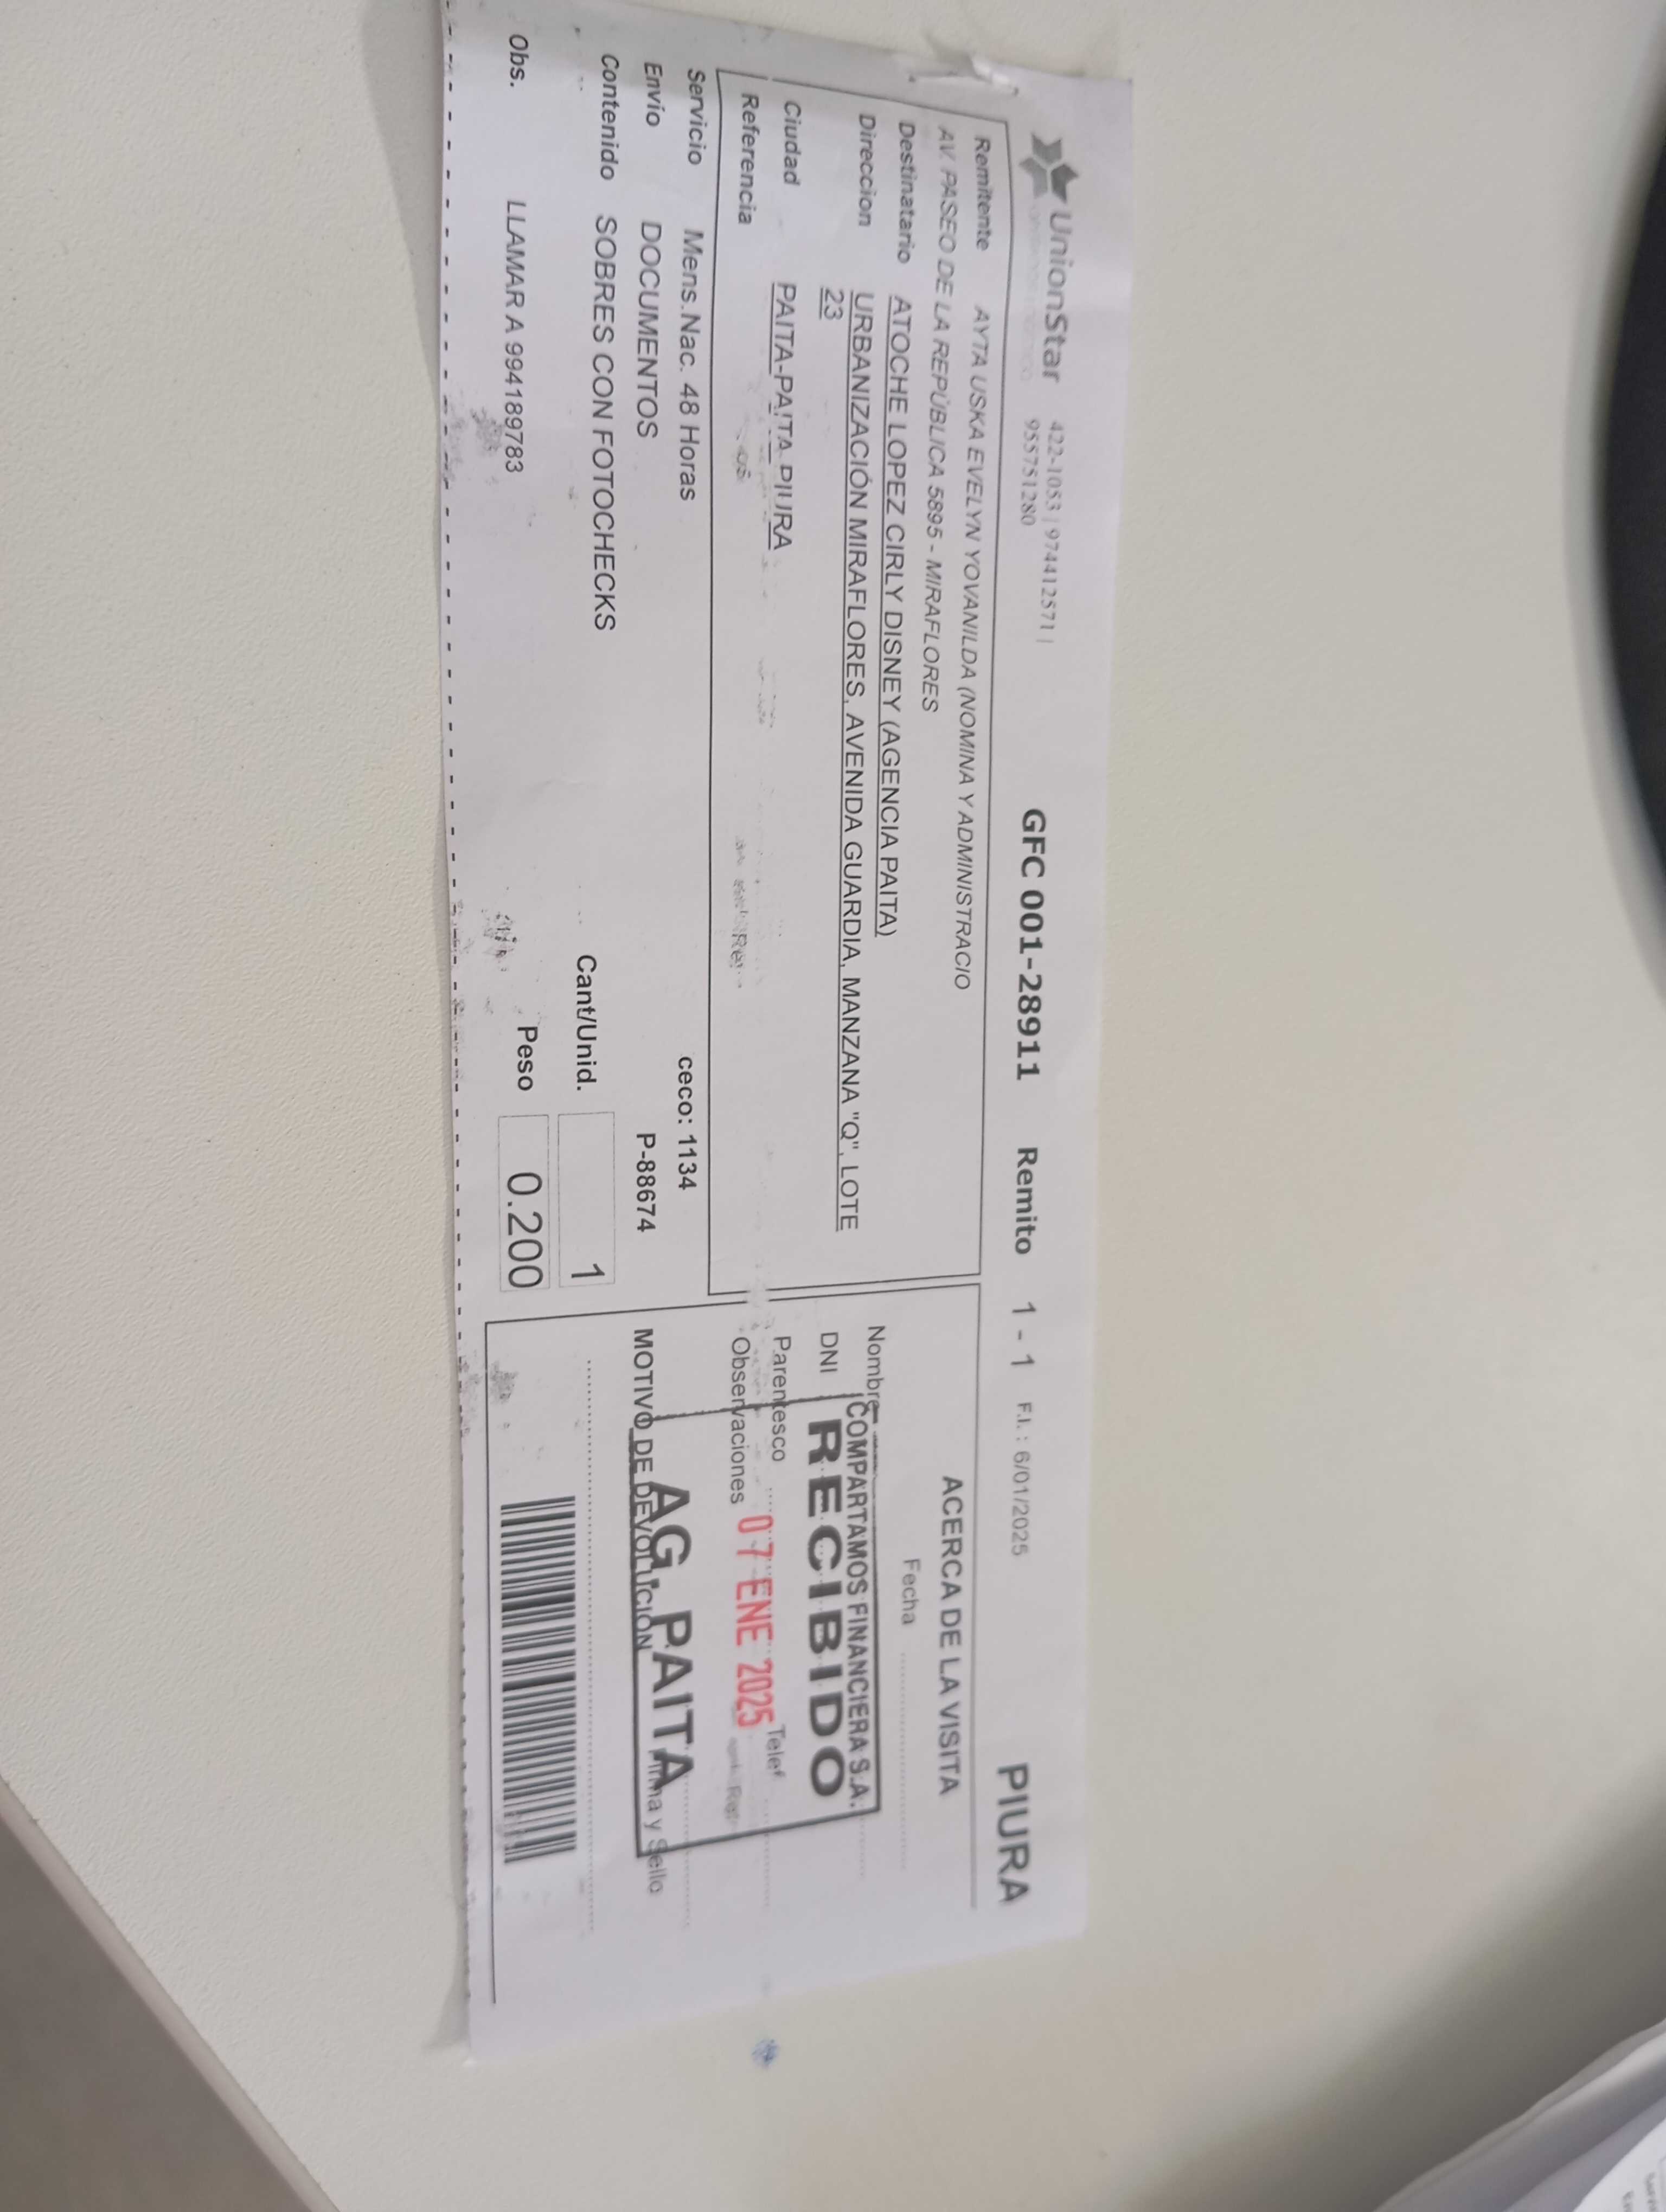 UnionStar 422-1053 | 974412571 |
955751280
GFC 001-28911 Remito 1 - 1 F.I. : 6/01/2025 PIURA
Remitente AYTA USKA EVELYN YOVANILDA (NOMINA Y ADMINISTRACIO
AV. PASEO DE LA REPÚBLICA 5895 - MIRAFLORES
Destinatario ATOCHE LOPEZ CIRLY DISNEY (AGENCIA PAITA)
Direccion URBANIZACIÓN MIRAFLORES, AVENIDA GUARDIA, MANZANA "Q", LOTE
23
Ciudad PAITA-PAITA-PIURA
Referencia
Servicio Mens.Nac. 48 Horas ceco: 1134
Envío DOCUMENTOS P-88674
Contenido SOBRES CON FOTOCHECKS Cant/Unid. 1
Obs. LLAMAR A 994189783 Peso 0.200
ACERCA DE LA VISITA
Fecha
Nombre
DNI
Parentesco Telef.
Observaciones
Firma y Sello
MOTIVO DE DEVOLUCION
COMPARTAMOS FINANCIERA S.A.
RECIBIDO
07 ENE 2025
AG. PAITA